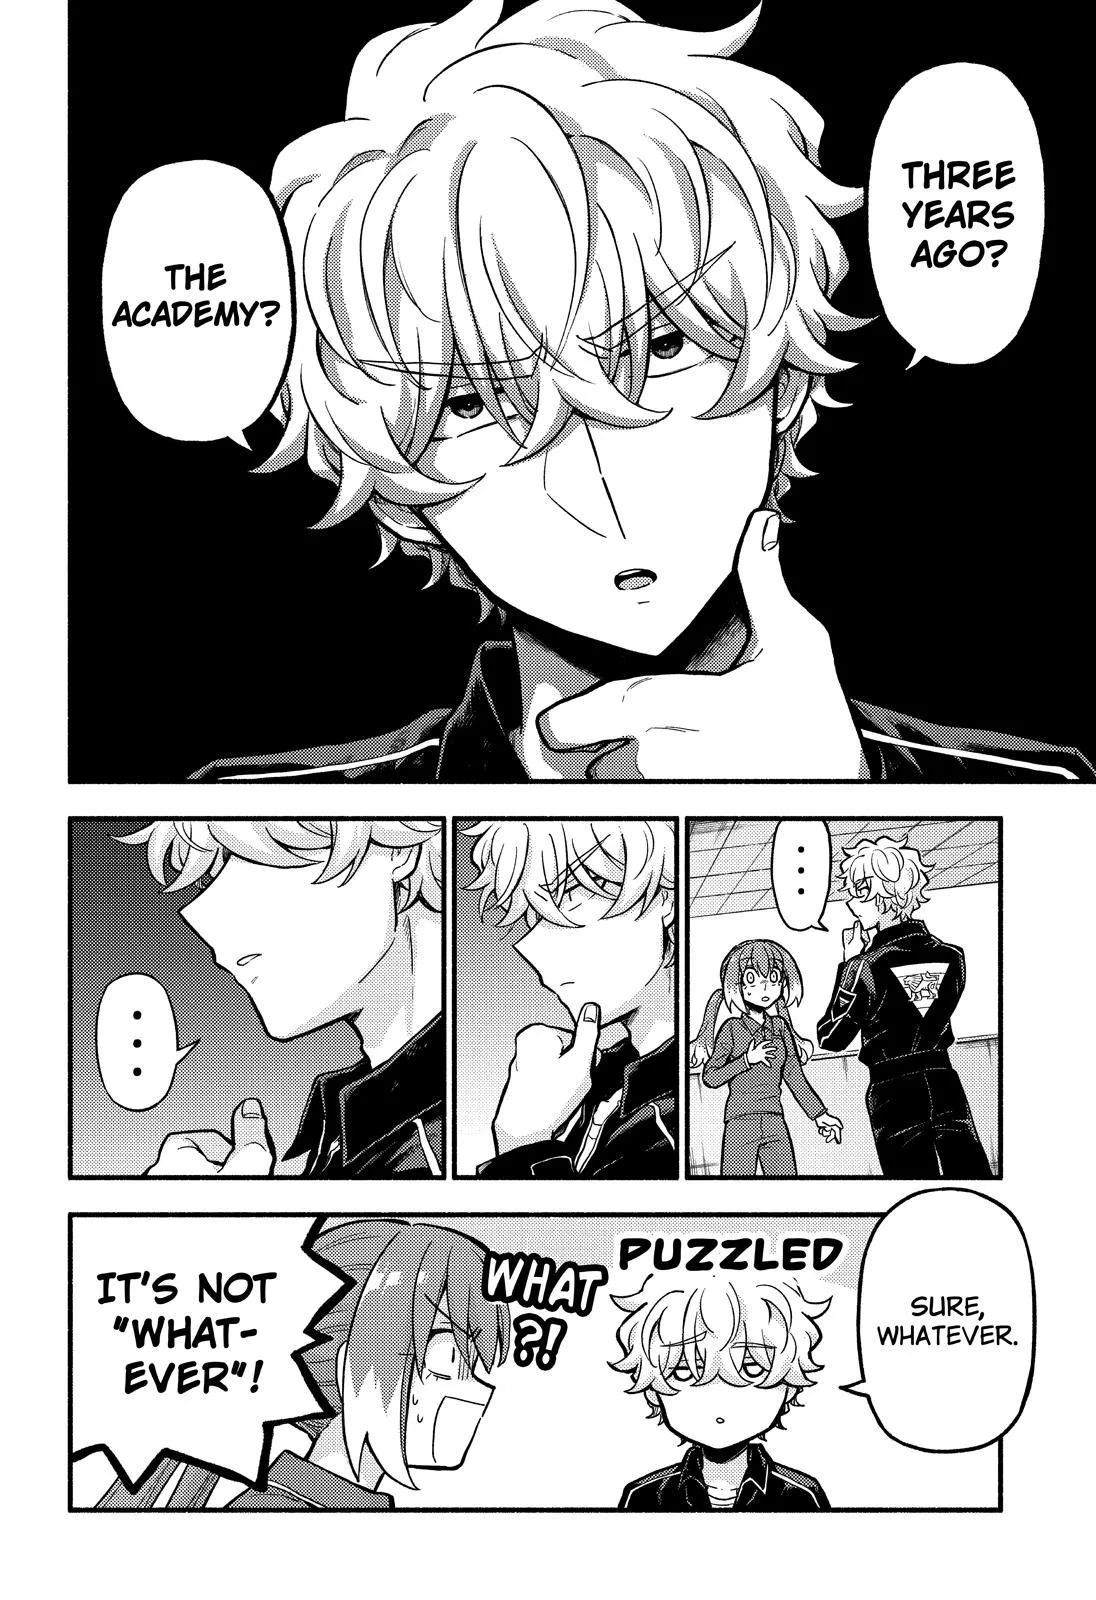 THREE
YEARS
AGO?
THE
ACADEMY?
...
...
SURE,
WHATEVER.
PUZZLED
WHAT
?!
IT'S NOT
"WHAT-
EVER"!